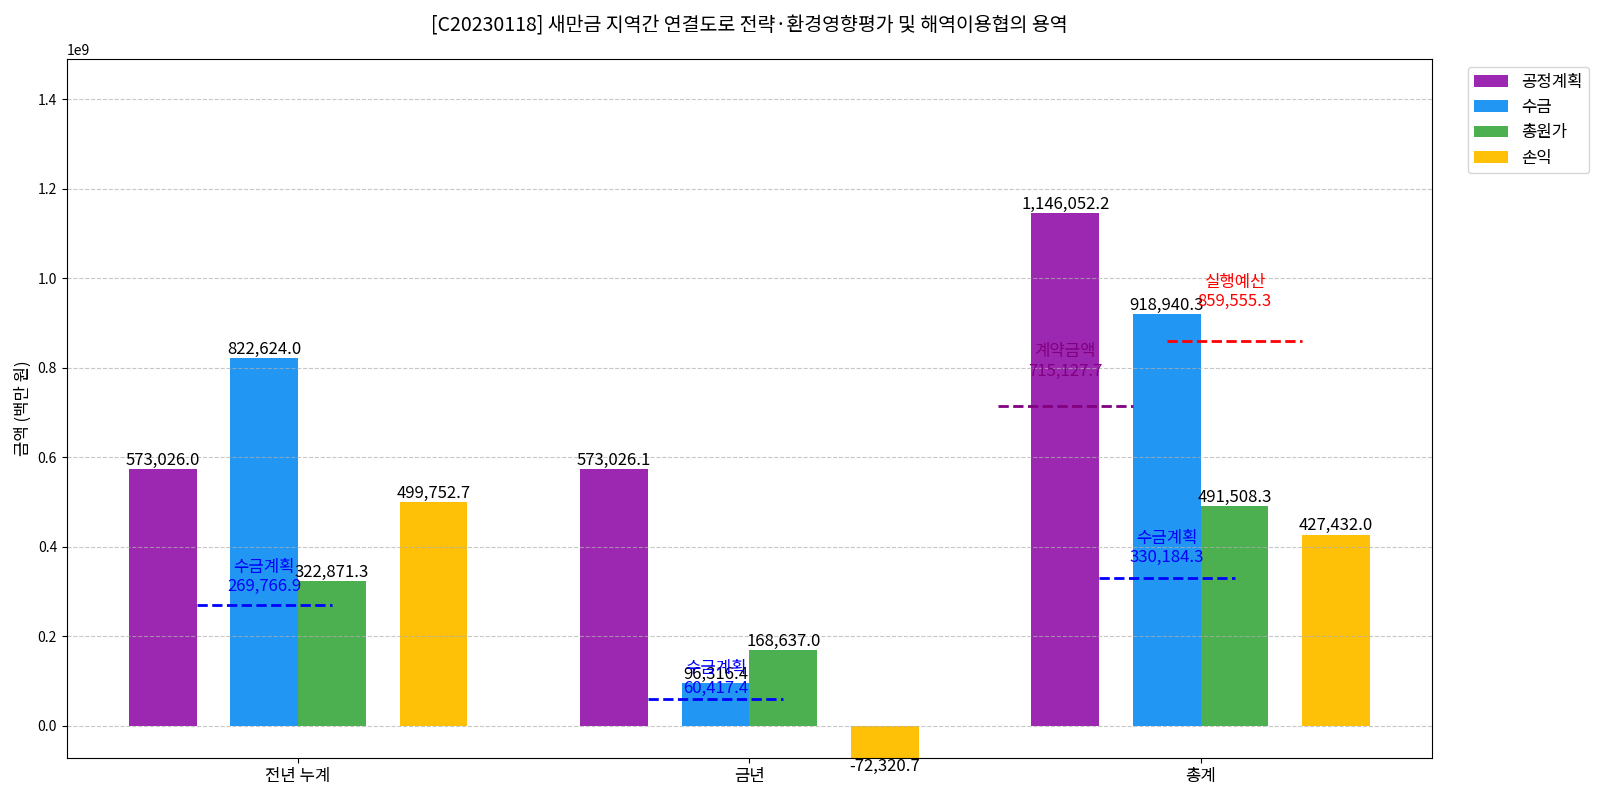 [C20230118] 새만금 지역간 연결도로 전략·환경영향평가 및 해역이용협의 용역
1e9
금액 (백만 원)
1.4
1.2
1.0
0.8
0.6
0.4
0.2
0.0
573,026.0
822,624.0
수금계획
269,766.9
322,871.3
499,752.7
573,026.1
수금계획
96,316.4
60,417.4
168,637.0
-72,320.7
1,146,052.2
계약금액
715,127.7
918,940.3
실행예산
859,555.3
수금계획
330,184.3
491,508.3
427,432.0
전년 누계
금년
총계
공정계획
수금
총원가
손익